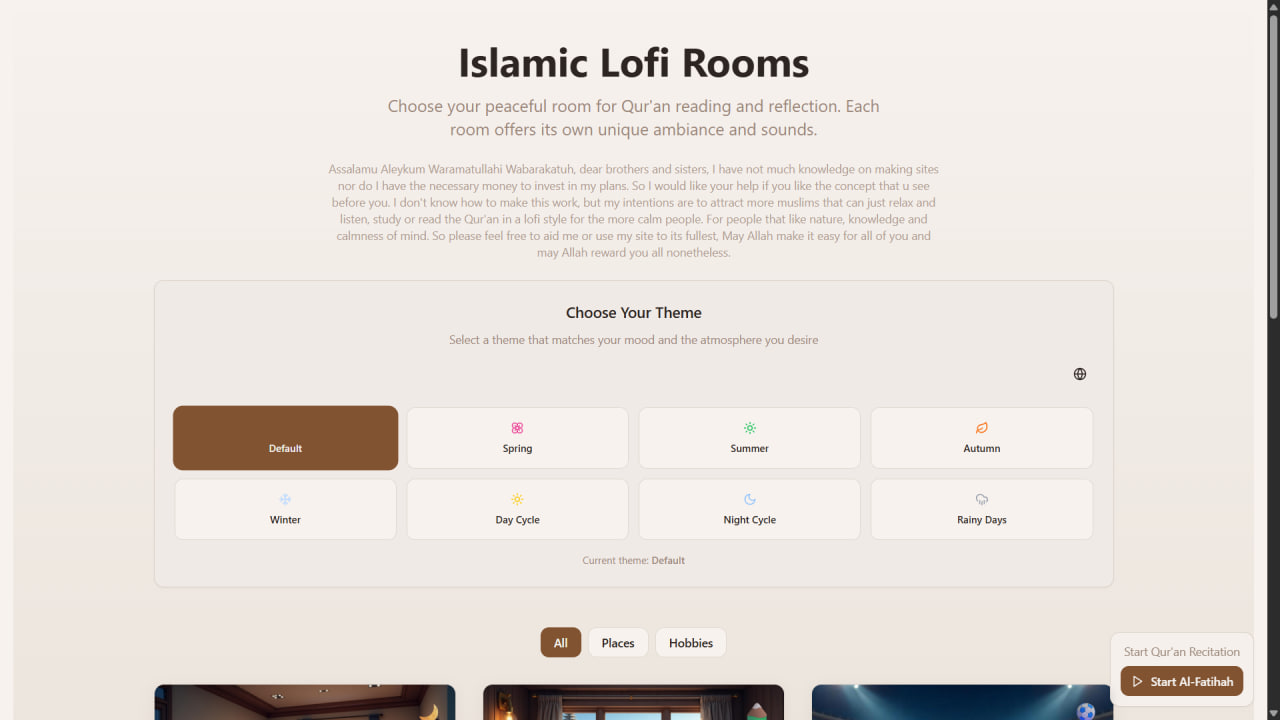 Islamic Lofi Rooms
Choose your peaceful room for Qur'an reading and reflection. Each
room offers its own unique ambiance and sounds.
Assalamu Aleykum Waramatullahi Wabarakatuh, dear brothers and sisters, I have not much knowledge on making sites
nor do I have the necessary money to invest in my plans. So I would like your help if you like the concept that u see
before you. I don't know how to make this work, but my intentions are to attract more muslims that can just relax and
listen, study or read the Qur'an in a lofi style for the more calm people. For people that like nature, knowledge and
calmness of mind. So please feel free to aid me or use my site to its fullest, May Allah make it easy for all of you and
may Allah reward you all nonetheless.
Choose Your Theme
Select a theme that matches your mood and the atmosphere you desire
Default
Spring
Summer
Autumn
Winter
Day Cycle
Night Cycle
Rainy Days
Current theme: Default
All
Places
Hobbies
Start Qur'an Recitation
Start Al-Fatihah